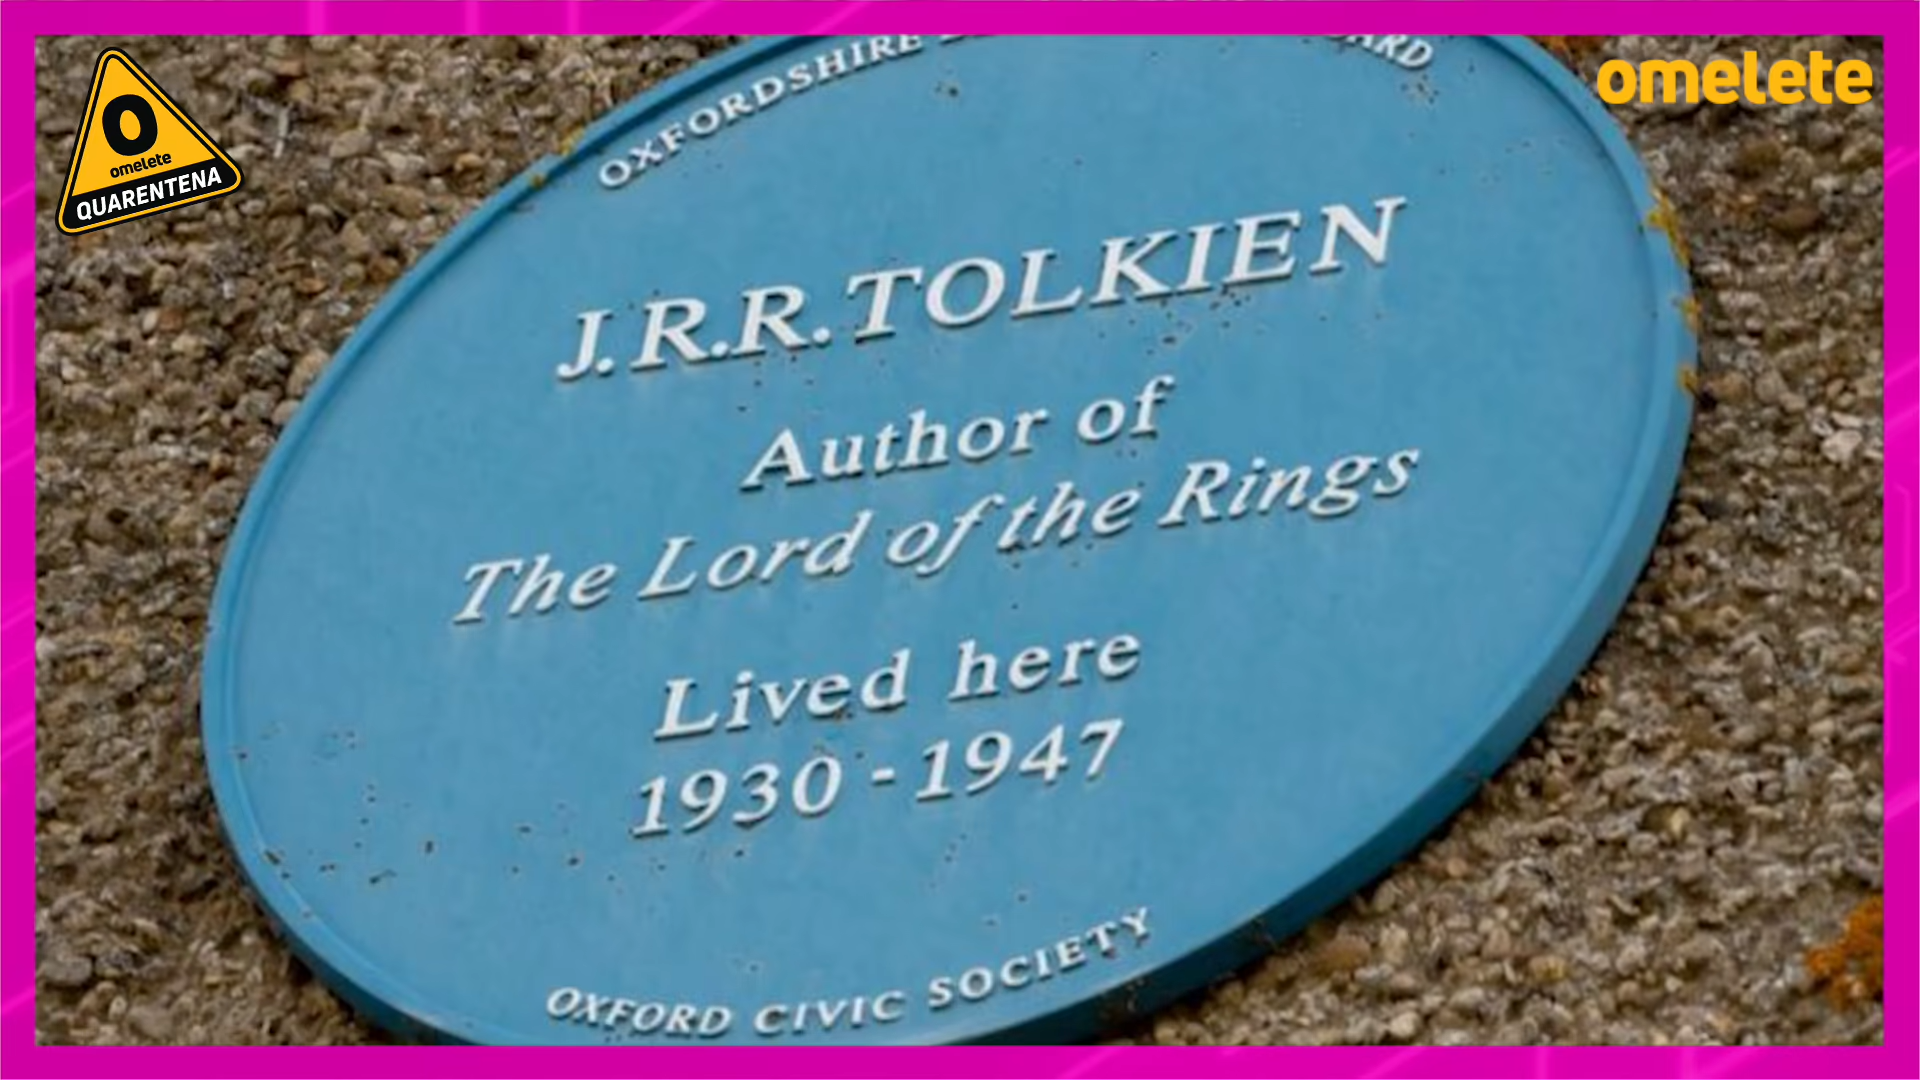 OXFORDSHIRE
omelete
O
omelete
QUARENTENA
J.R.R.TOLKIEN
Author of
The Lord of the Rings
Lived here
1930 - 1947
OXFORD CIVIC SOCIETY